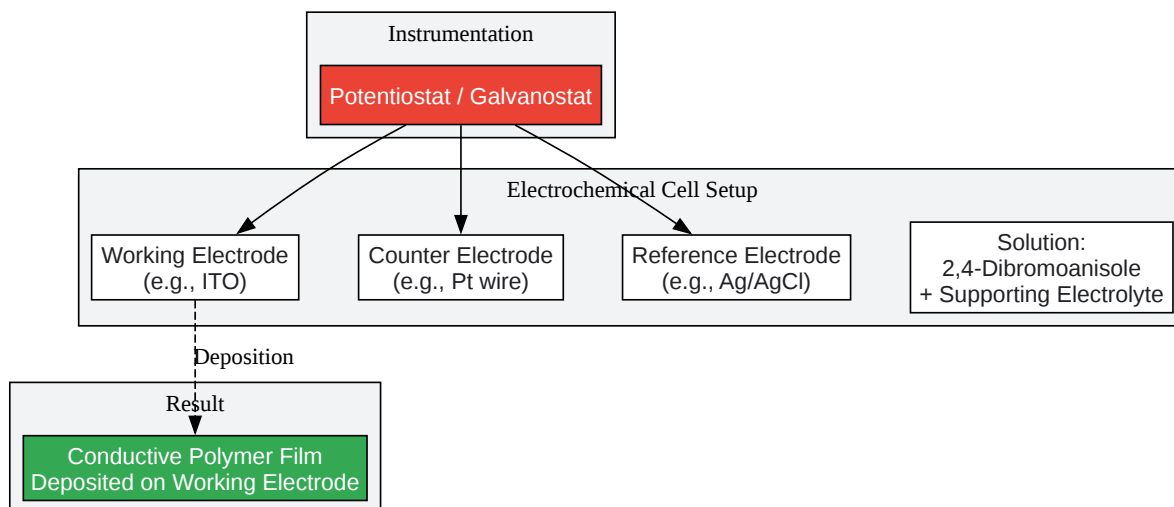 Instrumentation
Potentiostat / Galvanostat
Electrochemical Cell Setup
Working Electrode
(e.g., ITO)
Counter Electrode
(e.g., Pt wire)
Reference Electrode
(e.g., Ag/AgCl)
Solution:
2,4-Dibromoanisole
+ Supporting Electrolyte
Deposition
Result
Conductive Polymer Film
Deposited on Working Electrode